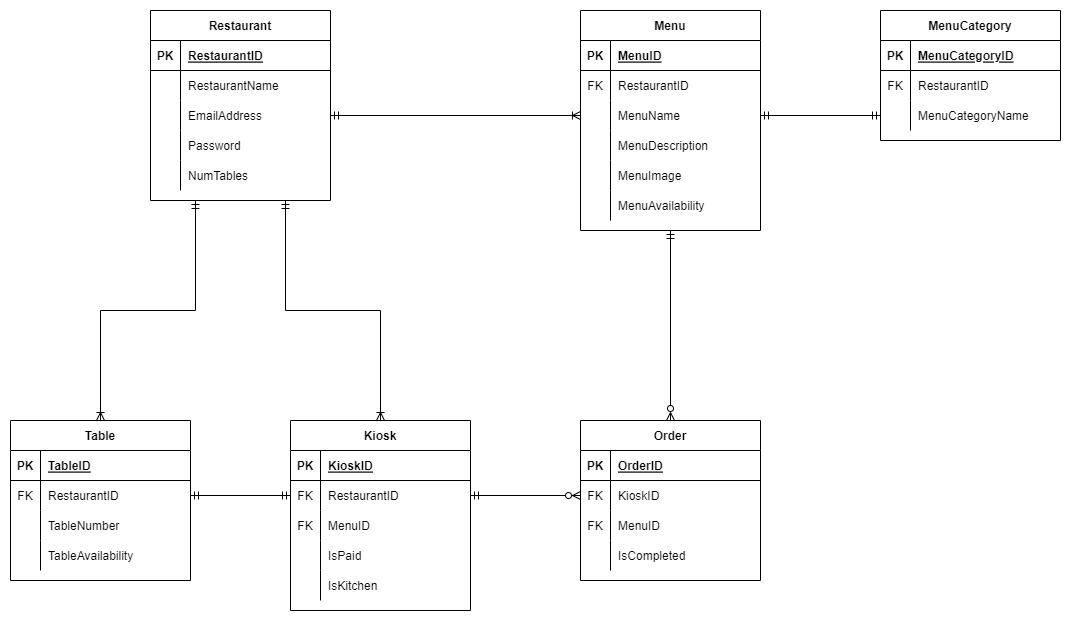 Restaurant
PK RestaurantID
RestaurantName
EmailAddress
Password
NumTables
Menu
PK MenuID
FK RestaurantID
MenuName
MenuDescription
MenuImage
MenuAvailability
MenuCategory
PK MenuCategoryID
FK RestaurantID
MenuCategoryName
Table
PK TableID
FK RestaurantID
TableNumber
TableAvailability
Kiosk
PK KioskID
FK RestaurantID
FK MenuID
IsPaid
IsKitchen
Order
PK OrderID
FK KioskID
FK MenuID
IsCompleted